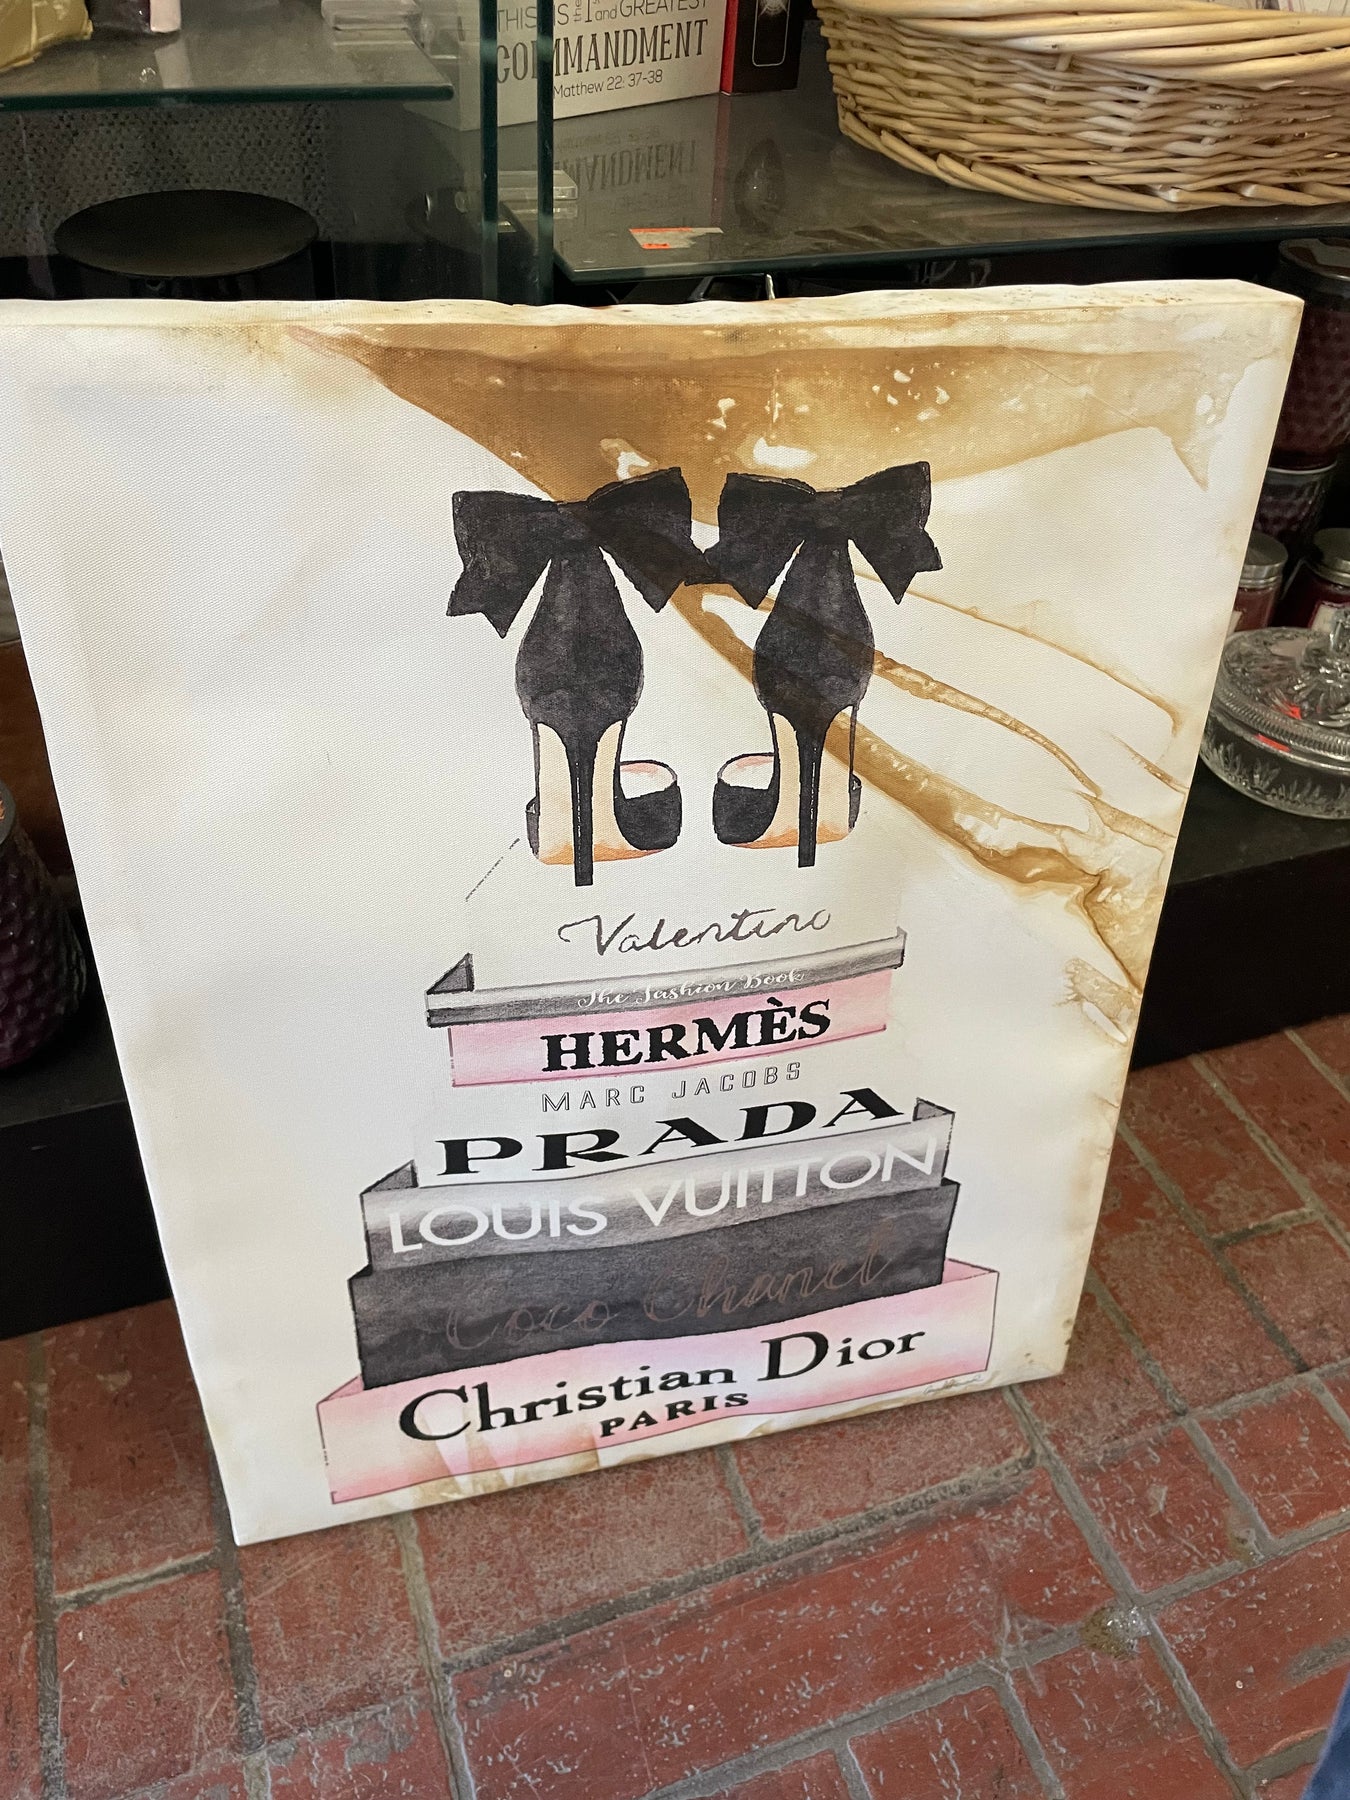 THIS IS the 1st and GREATEST
COMMANDMENT
Matthew 22:37-38
Valentino
The Fashion Book
HERMÈS
MARC JACOBS
PRADA
LOUIS VUITTON
Coco Chanel
Christian Dior
PARIS